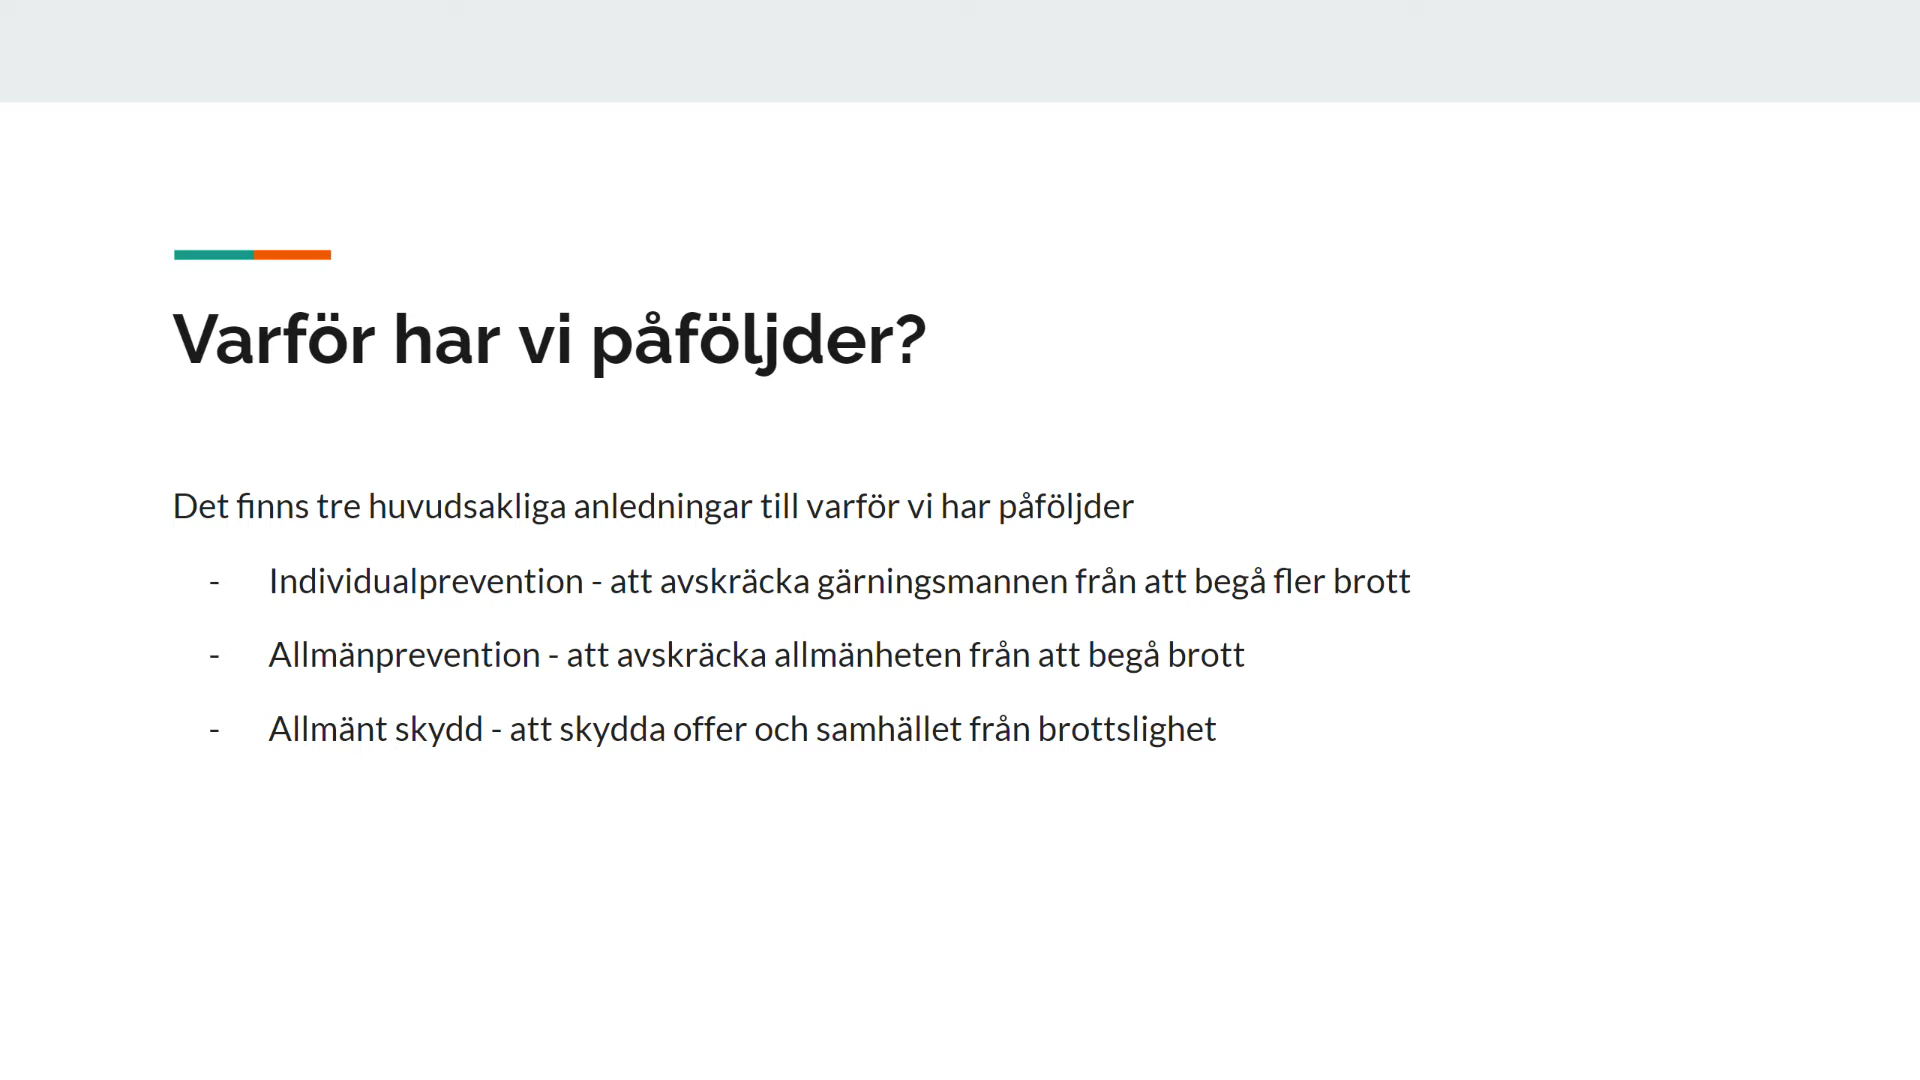 Varför har vi påföljder?
Det finns tre huvudsakliga anledningar till varför vi har påföljder
- Individualprevention - att avskräcka gärningsmannen från att begå fler brott
- Allmänprevention - att avskräcka allmänheten från att begå brott
- Allmänt skydd - att skydda offer och samhället från brottslighet